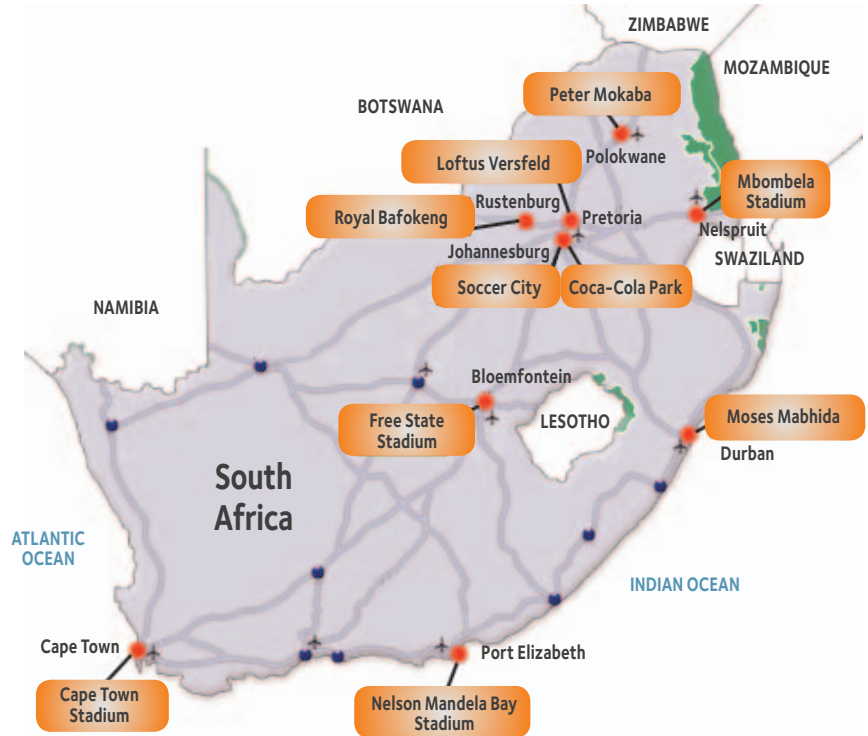 ZIMBABWE
MOZAMBIQUE
BOTSWANA
Peter Mokaba
Polokwane
Loftus Versfeld
Mbombela
Stadium
Rustenburg
Royal Bafokeng
Pretoria
Nelspruit
Johannesburg
SWAZILAND
Soccer City
Coca-Cola Park
NAMIBIA
Bloemfontein
Free State
Stadium
LESOTHO
Moses Mabhida
Durban
South
Africa
ATLANTIC
OCEAN
INDIAN OCEAN
Cape Town
Port Elizabeth
Cape Town
Stadium
Nelson Mandela Bay
Stadium